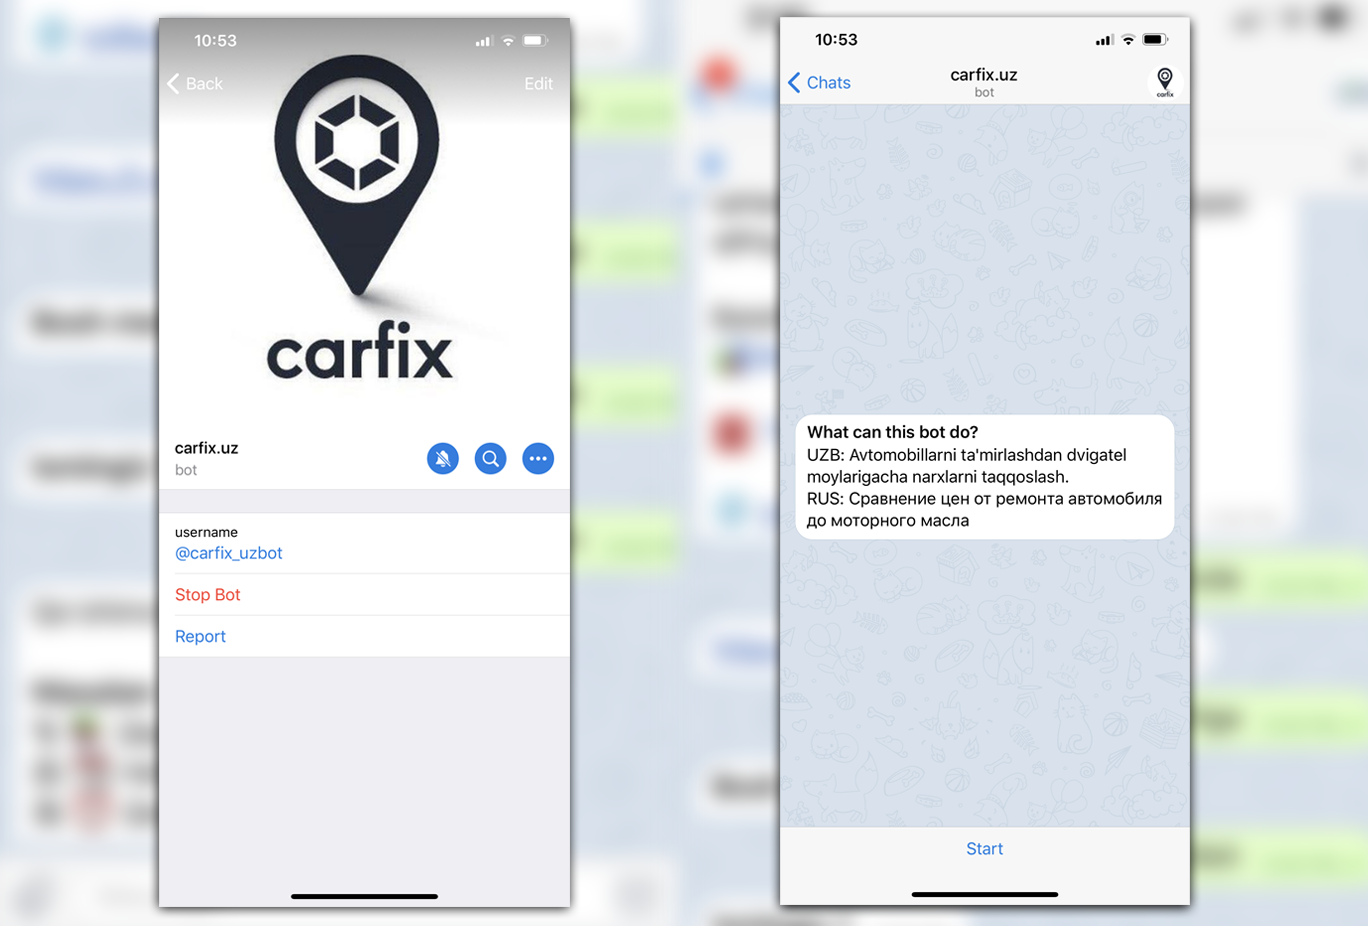 10:53
Back
Edit
carfix
carfix.uz
bot
username
@carfix_uzbot
Stop Bot
Report
10:53
Chats
carfix.uz
bot
carfix
What can this bot do?
UZB: Avtomobillarni ta'mirlashdan dvigatel
moylarigacha narxlarni taqqoslash.
RUS: Сравнение цен от ремонта автомобиля
до моторного масла
Start